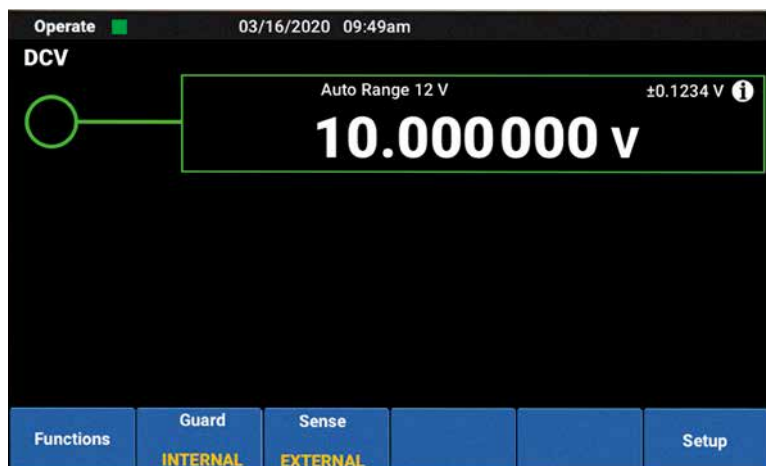 Operate 03/16/2020 09:49am
DCV
Auto Range 12 V ±0.1234 V i
10.000000 V
Functions
Guard
INTERNAL
Sense
EXTERNAL
Setup